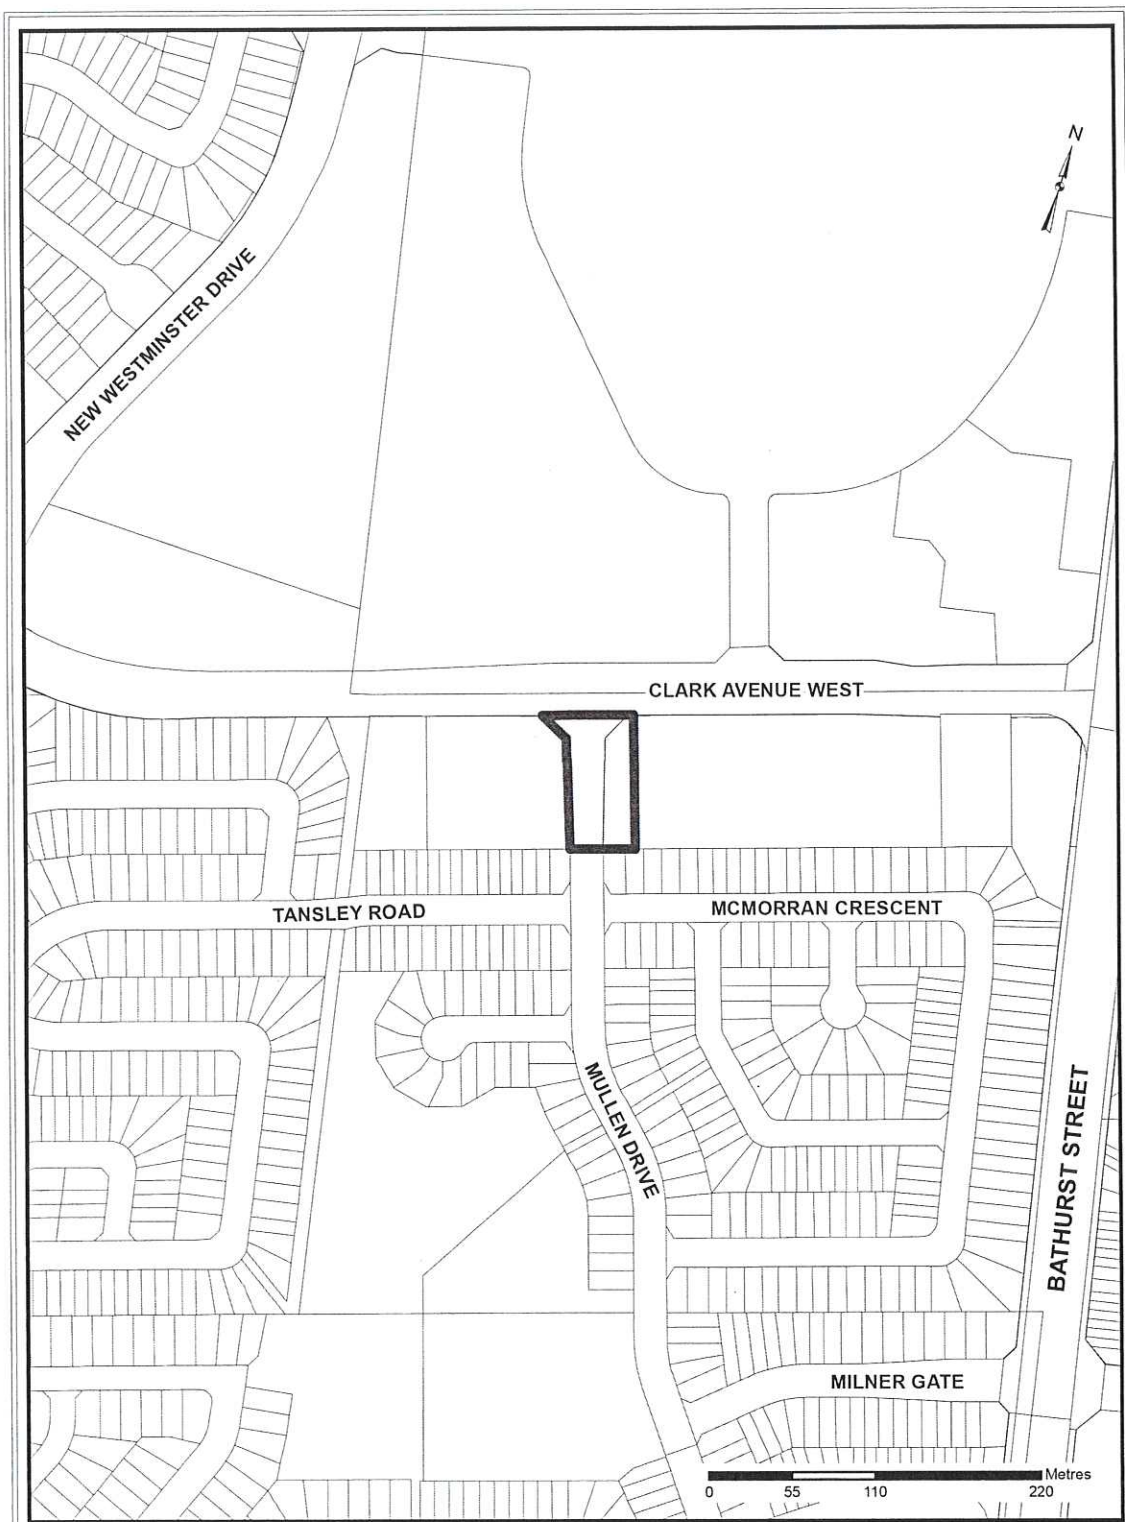 N
NEW WESTMINSTER DRIVE
CLARK AVENUE WEST
TANSLEY ROAD
MCMORRAN CRESCENT
MULLEN DRIVE
BATHURST STREET
MILNER GATE
Metres
0 55 110 220